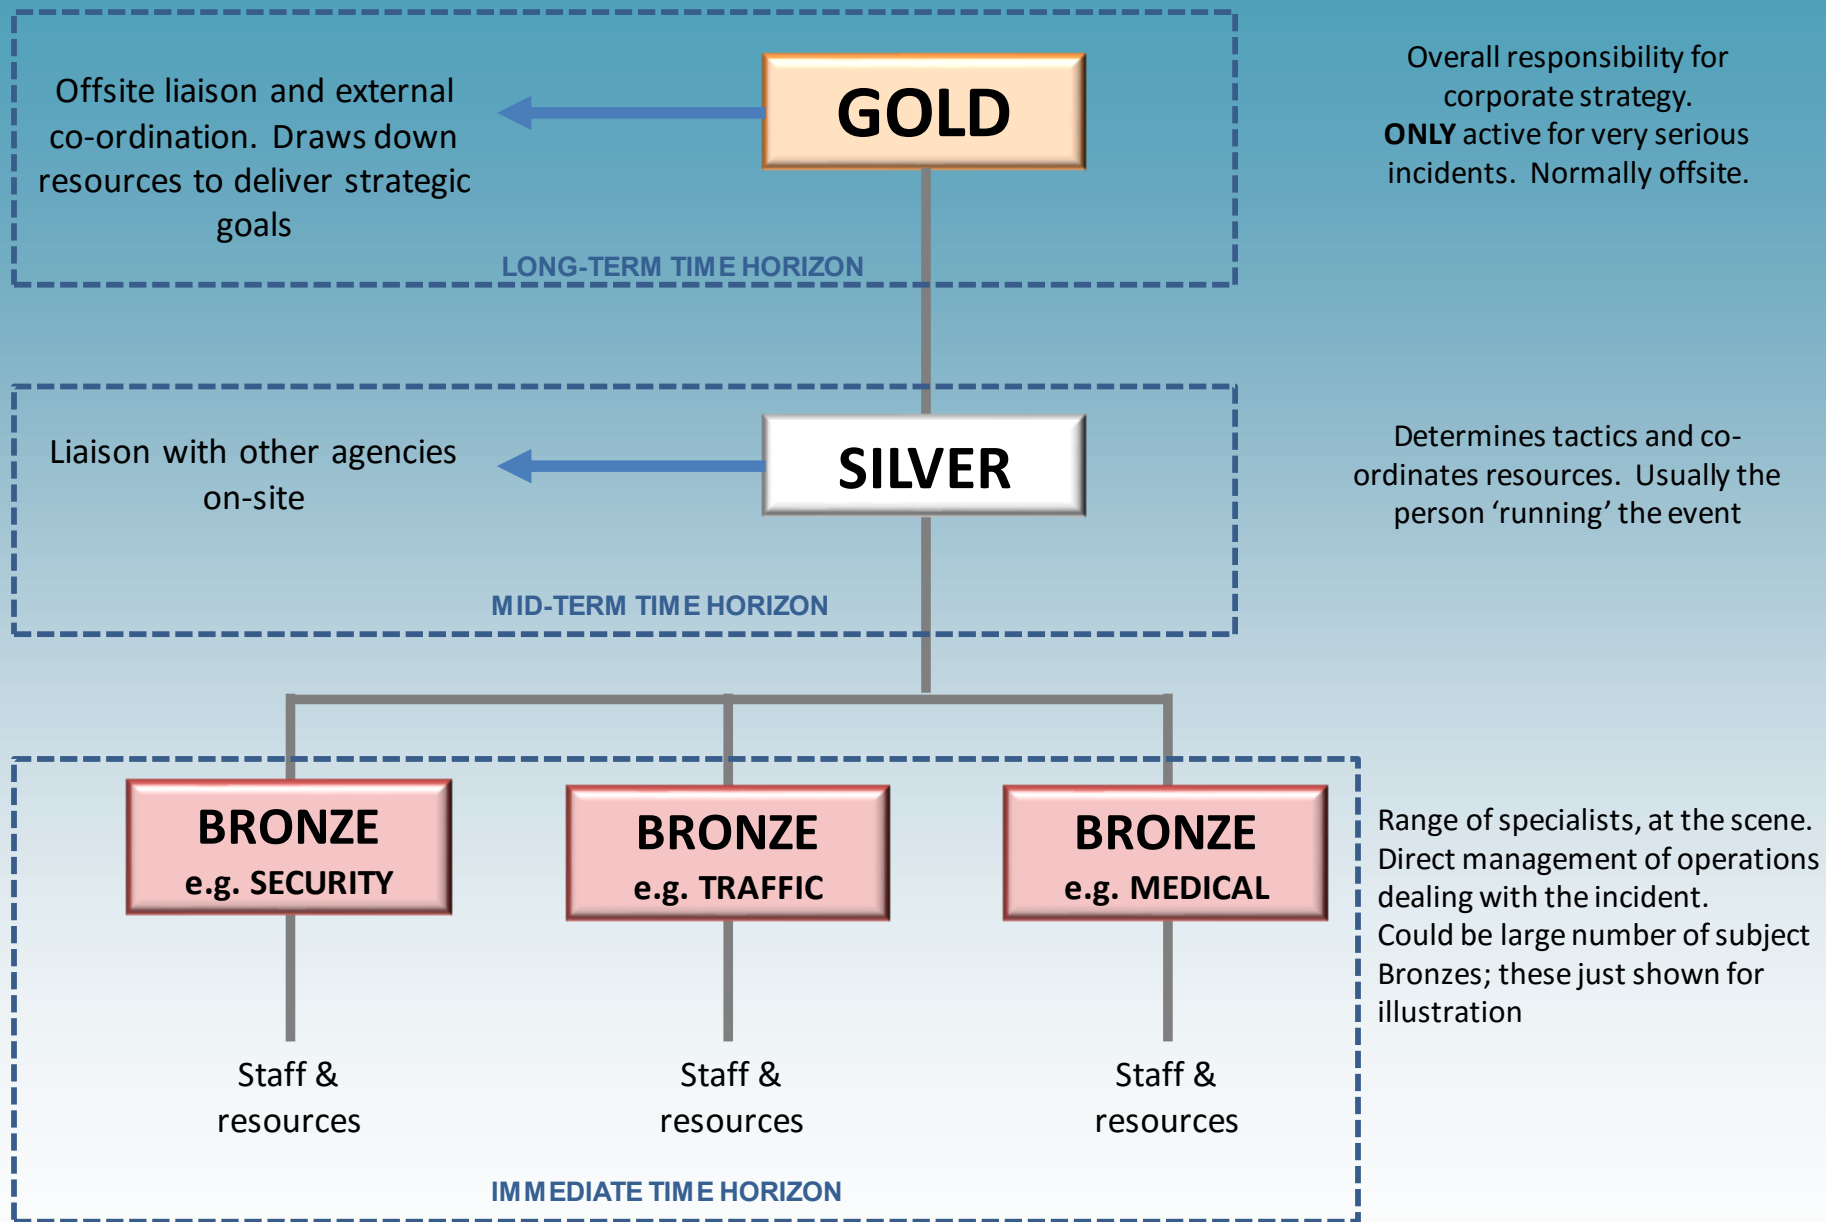 Offsite liaison and external
co-ordination. Draws down
resources to deliver strategic
goals
GOLD
Overall responsibility for
corporate strategy.
ONLY active for very serious
incidents. Normally offsite.
LONG-TERM TIME HORIZON
Liaison with other agencies
on-site
SILVER
Determines tactics and co-
ordinates resources. Usually the
person ‘running’ the event
MID-TERM TIME HORIZON
BRONZE
e.g. SECURITY
BRONZE
e.g. TRAFFIC
BRONZE
e.g. MEDICAL
Range of specialists, at the scene.
Direct management of operations
dealing with the incident.
Could be large number of subject
Bronzes; these just shown for
illustration
Staff &
resources
Staff &
resources
Staff &
resources
IMMEDIATE TIME HORIZON